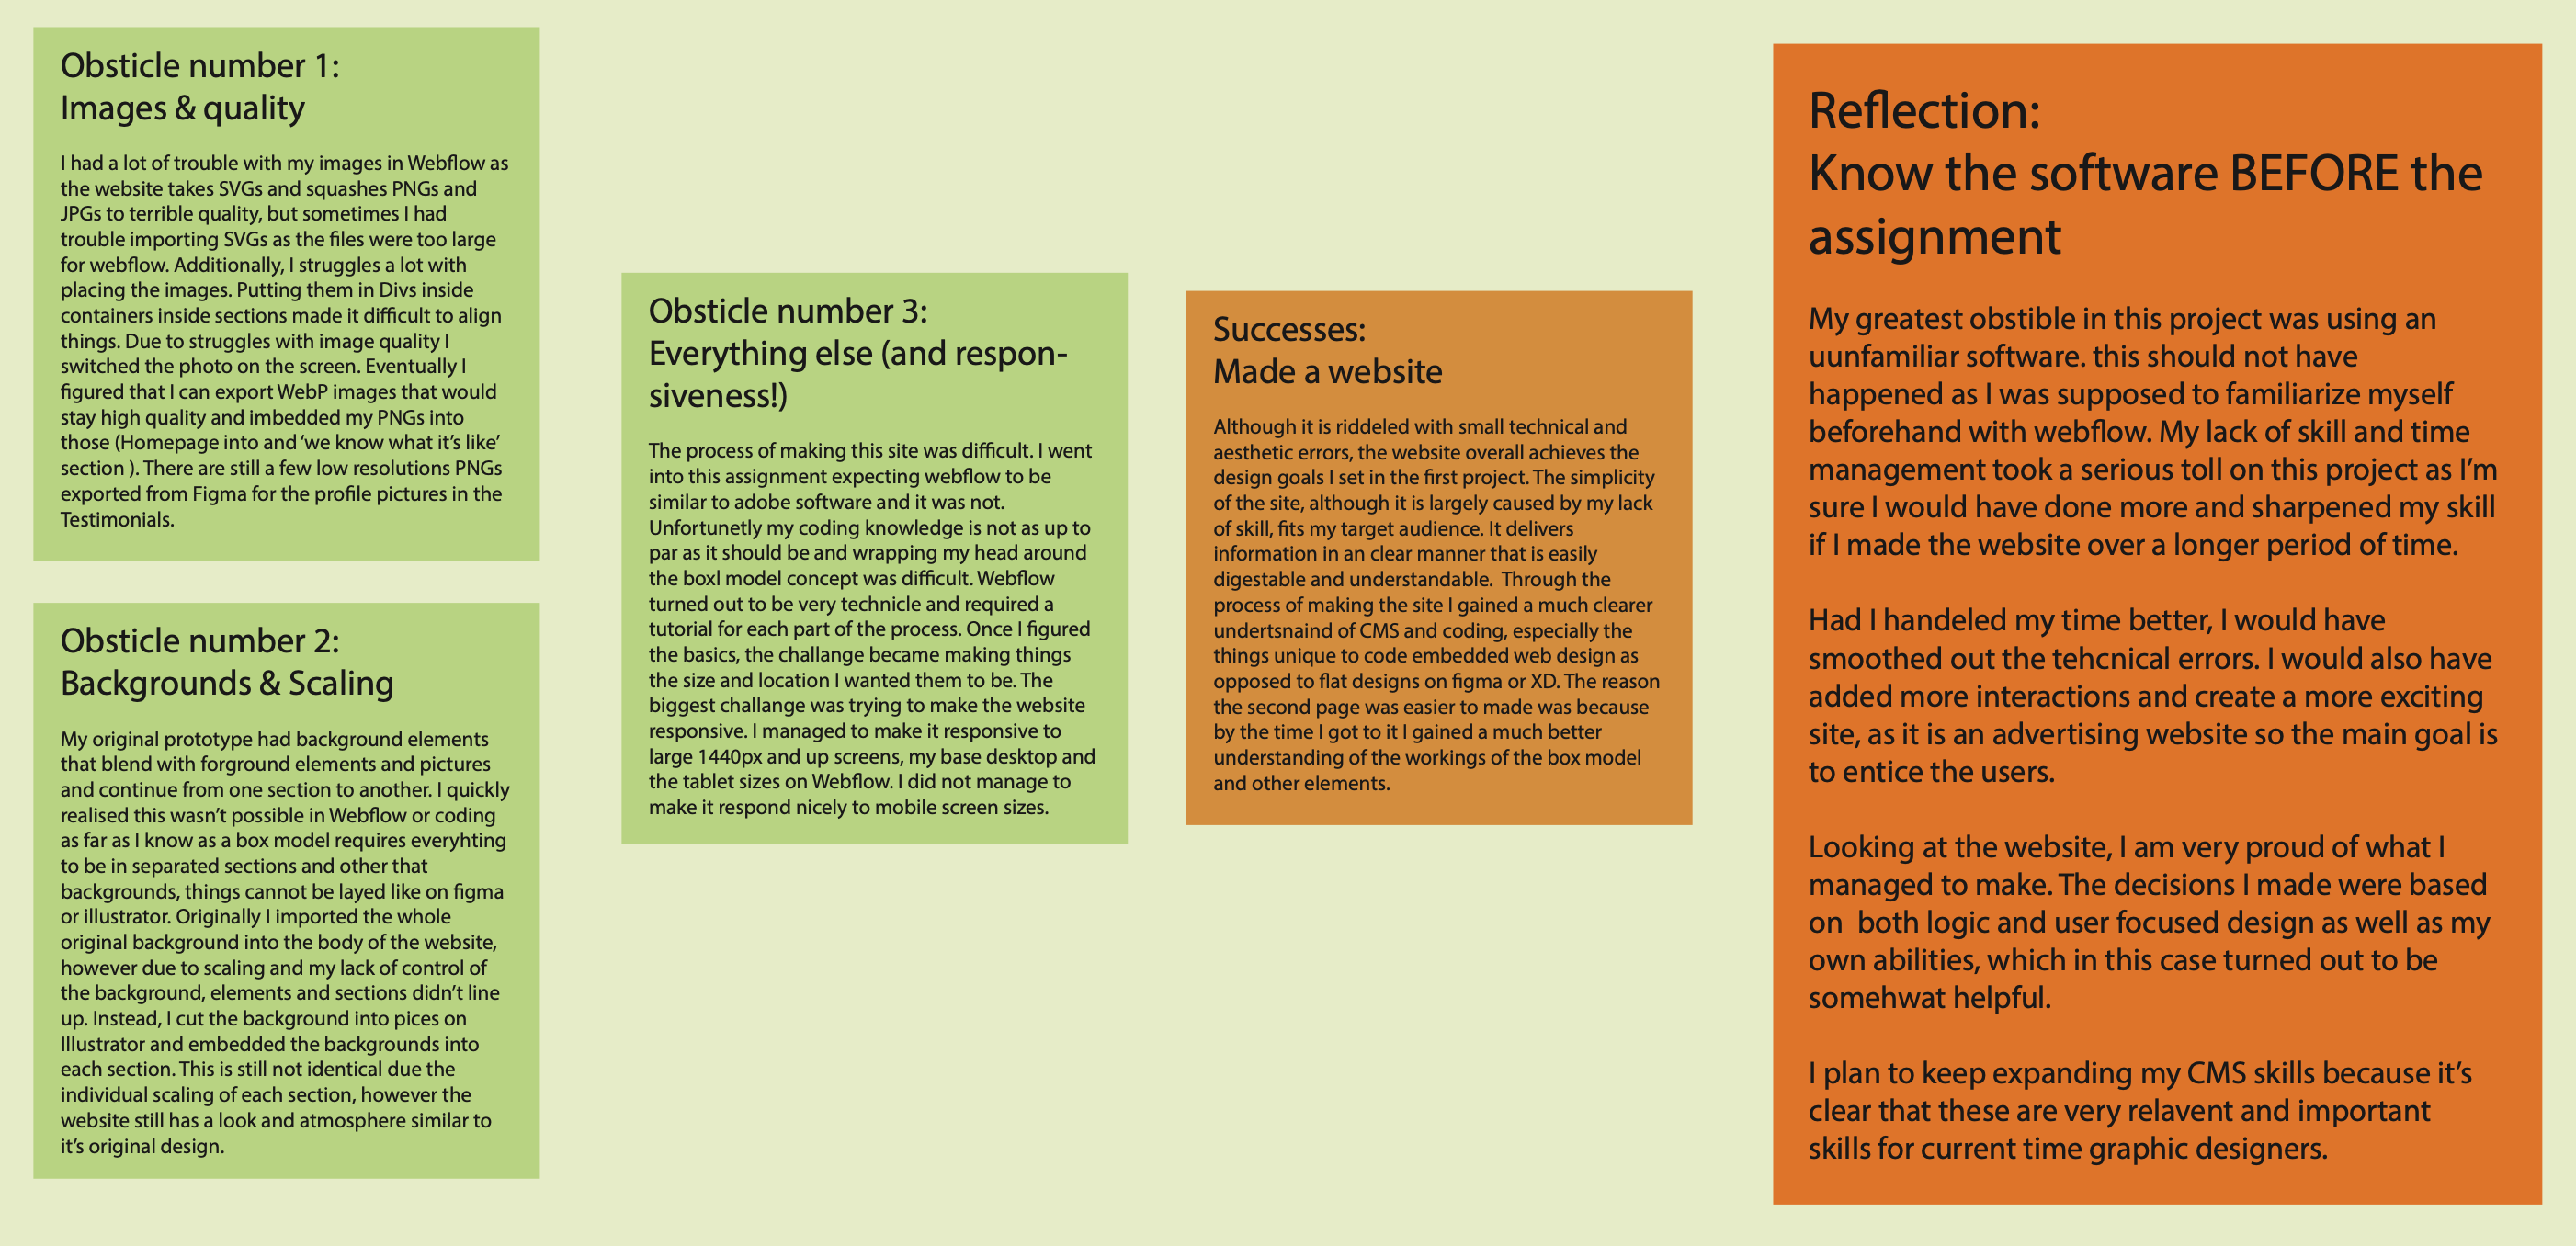 Obsticle number 1:
Images & quality
I had a lot of trouble with my images in Webflow as
the website takes SVGs and squashes PNGs and
JPGs to terrible quality, but sometimes I had
trouble importing SVGs as the files were too large
for webflow. Additionally, I struggles a lot with
placing the images. Putting them in Divs inside
containers inside sections made it difficult to align
things. Due to struggles with image quality I
switched the photo on the screen. Eventually I
figured that I can export WebP images that would
stay high quality and imbedded my PNGs into
those (Homepage into and ‘we know what it’s like’
section ). There are still a few low resolutions PNGs
exported from Figma for the profile pictures in the
Testimonials.
Obsticle number 2:
Backgrounds & Scaling
My original prototype had background elements
that blend with forground elements and pictures
and continue from one section to another. I quickly
realised this wasn’t possible in Webflow or coding
as far as I know as a box model requires everyhting
to be in separated sections and other that
backgrounds, things cannot be layed like on figma
or illustrator. Originally I imported the whole
original background into the body of the website,
however due to scaling and my lack of control of
the background, elements and sections didn’t line
up. Instead, I cut the background into pices on
Illustrator and embedded the backgrounds into
each section. This is still not identical due the
individual scaling of each section, however the
website still has a look and atmosphere similar to
it’s original design.
Obsticle number 3:
Everything else (and respon-
siveness!)
The process of making this site was difficult. I went
into this assignment expecting webflow to be
similar to adobe software and it was not.
Unfortunetly my coding knowledge is not as up to
par as it should be and wrapping my head around
the boxl model concept was difficult. Webflow
turned out to be very technicle and required a
tutorial for each part of the process. Once I figured
the basics, the challange became making things
the size and location I wanted them to be. The
biggest challange was trying to make the website
responsive. I managed to make it responsive to
large 1440px and up screens, my base desktop and
the tablet sizes on Webflow. I did not manage to
make it respond nicely to mobile screen sizes.
Successes:
Made a website
Although it is riddeled with small technical and
aesthetic errors, the website overall achieves the
design goals I set in the first project. The simplicity
of the site, although it is largely caused by my lack
of skill, fits my target audience. It delivers
information in an clear manner that is easily
digestable and understandable.  Through the
process of making the site I gained a much clearer
undertsnaind of CMS and coding, especially the
things unique to code embedded web design as
opposed to flat designs on figma or XD. The reason
the second page was easier to made was because
by the time I got to it I gained a much better
understanding of the workings of the box model
and other elements.
Reflection:
Know the software BEFORE the
assignment
My greatest obstible in this project was using an
uunfamiliar software. this should not have
happened as I was supposed to familiarize myself
beforehand with webflow. My lack of skill and time
management took a serious toll on this project as I’m
sure I would have done more and sharpened my skill
if I made the website over a longer period of time.
Had I handeled my time better, I would have
smoothed out the tehcnical errors. I would also have
added more interactions and create a more exciting
site, as it is an advertising website so the main goal is
to entice the users.
Looking at the website, I am very proud of what I
managed to make. The decisions I made were based
on  both logic and user focused design as well as my
own abilities, which in this case turned out to be
somehwat helpful.
I plan to keep expanding my CMS skills because it’s
clear that these are very relavent and important
skills for current time graphic designers.